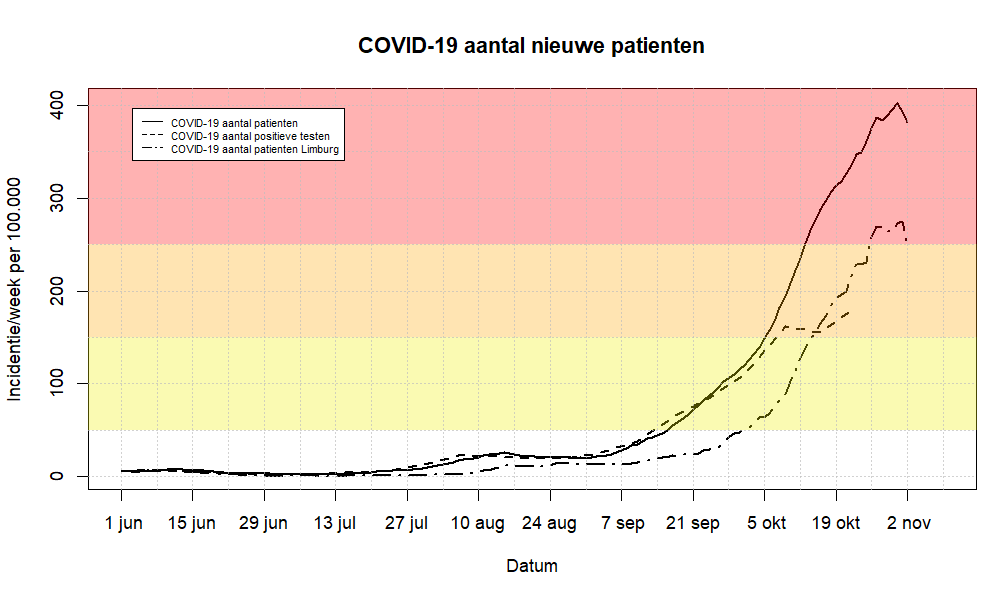 COVID-19 aantal nieuwe patienten
COVID-19 aantal patienten
COVID-19 aantal positieve testen
COVID-19 aantal patienten Limburg
Incidentie/week per 100.000
400
300
200
100
0
1 jun 15 jun 29 jun 13 jul 27 jul 10 aug 24 aug 7 sep 21 sep 5 okt 19 okt 2 nov
Datum